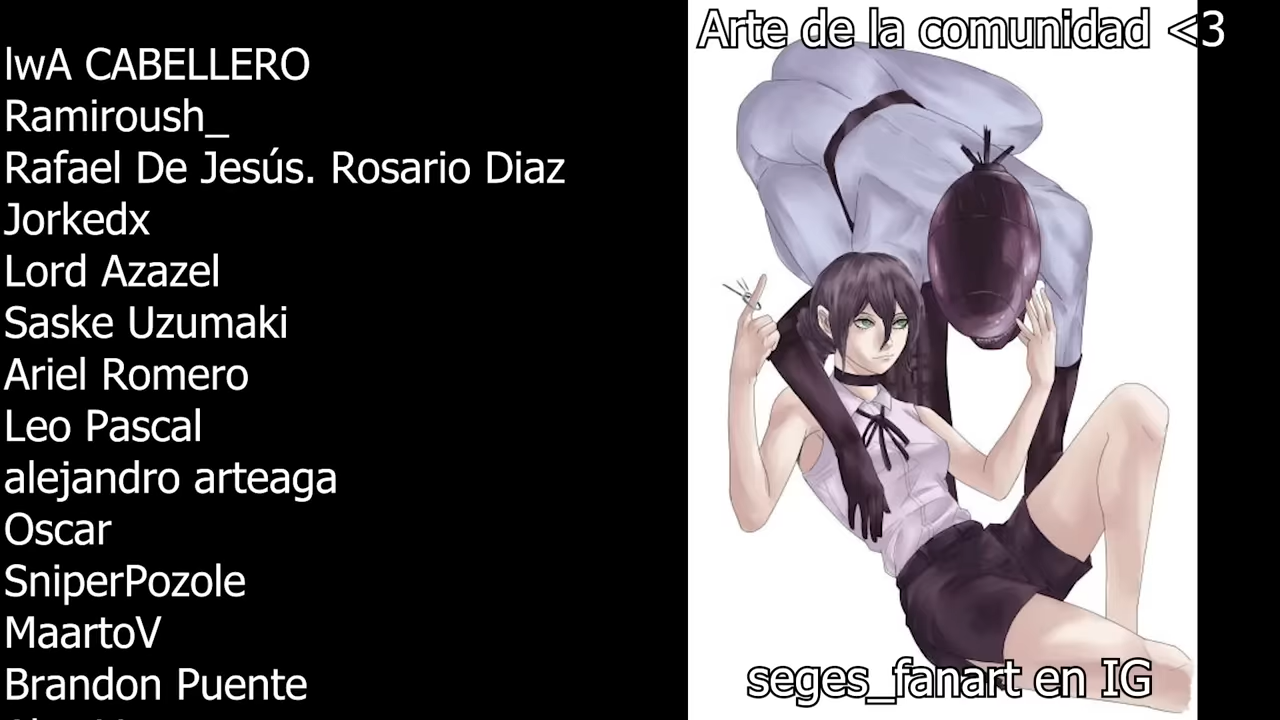 lwA CABELLERO
Ramiroush_
Rafael De Jesús. Rosario Diaz
Jorkedx
Lord Azazel
Saske Uzumaki
Ariel Romero
Leo Pascal
alejandro arteaga
Oscar
SniperPozole
MaartoV
Brandon Puente
Arte de la comunidad <3
seges_fanart en IG